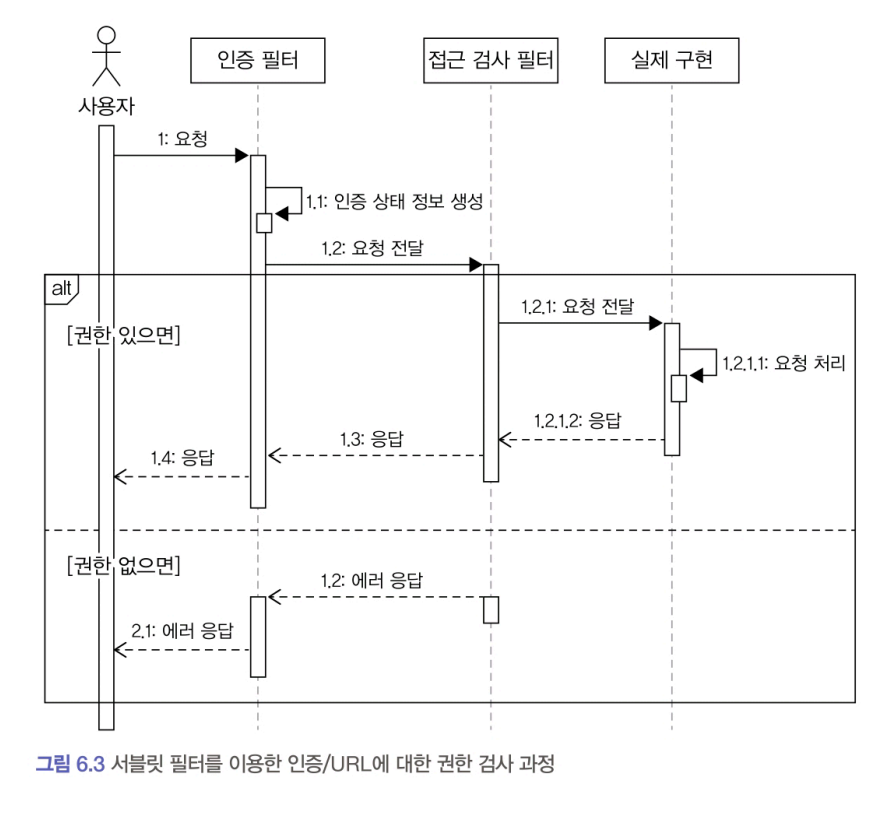 인증 필터
접근 검사 필터
실제 구현
사용자
1: 요청
1.1: 인증 상태 정보 생성
1.2: 요청 전달
alt
1.2.1: 요청 전달
[권한 있으면]
1.2.1.1: 요청 처리
1.2.1.2: 응답
1.3: 응답
1.4: 응답
[권한 없으면]
1.2: 에러 응답
2.1: 에러 응답
그림 6.3 서블릿 필터를 이용한 인증/URL에 대한 권한 검사 과정